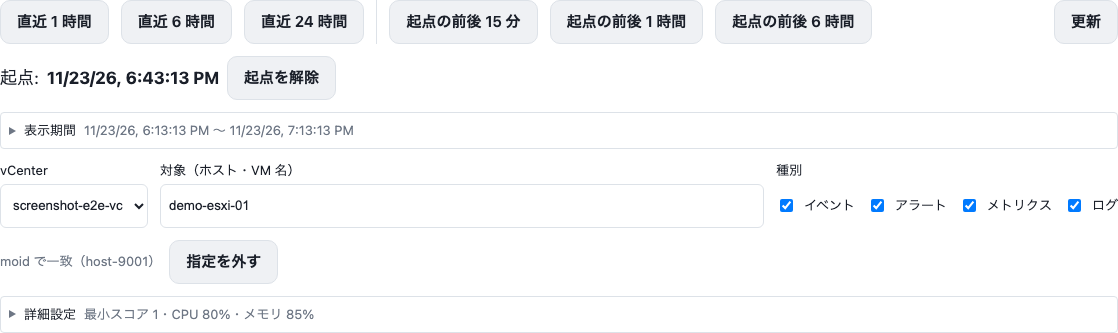 直近 1 時間 直近 6 時間 直近 24 時間 起点の前後 15 分 起点の前後 1 時間 起点の前後 6 時間 更新
起点: 11/23/26, 6:43:13 PM 起点を解除
▶ 表示期間 11/23/26, 6:13:13 PM ～ 11/23/26, 7:13:13 PM
vCenter 対象（ホスト・VM 名） 種別
screenshot-e2e-vc demo-esxi-01 イベント アラート メトリクス ログ
moid で一致（host-9001） 指定を外す
▶ 詳細設定 最小スコア 1・CPU 80%・メモリ 85%